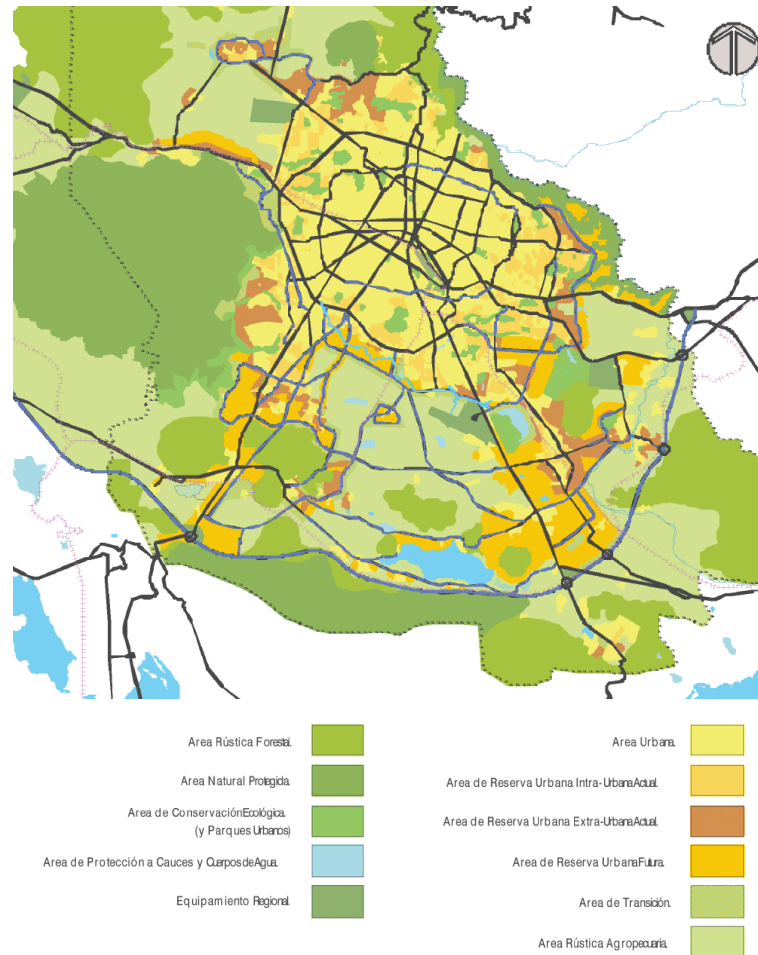 Area Rústica Forestal.
Area Natural Protegida.
Area de Conservación Ecológica.
(y Parques Urbanos)
Area de Protección a Cauces y Cuerpos de Agua.
Equipamiento Regional.
Area Urbana.
Area de Reserva Urbana Intra-Urbana Actual.
Area de Reserva Urbana Extra-Urbana Actual.
Area de Reserva Urbana Futura.
Area de Transición.
Area Rústica Agropecuaria.